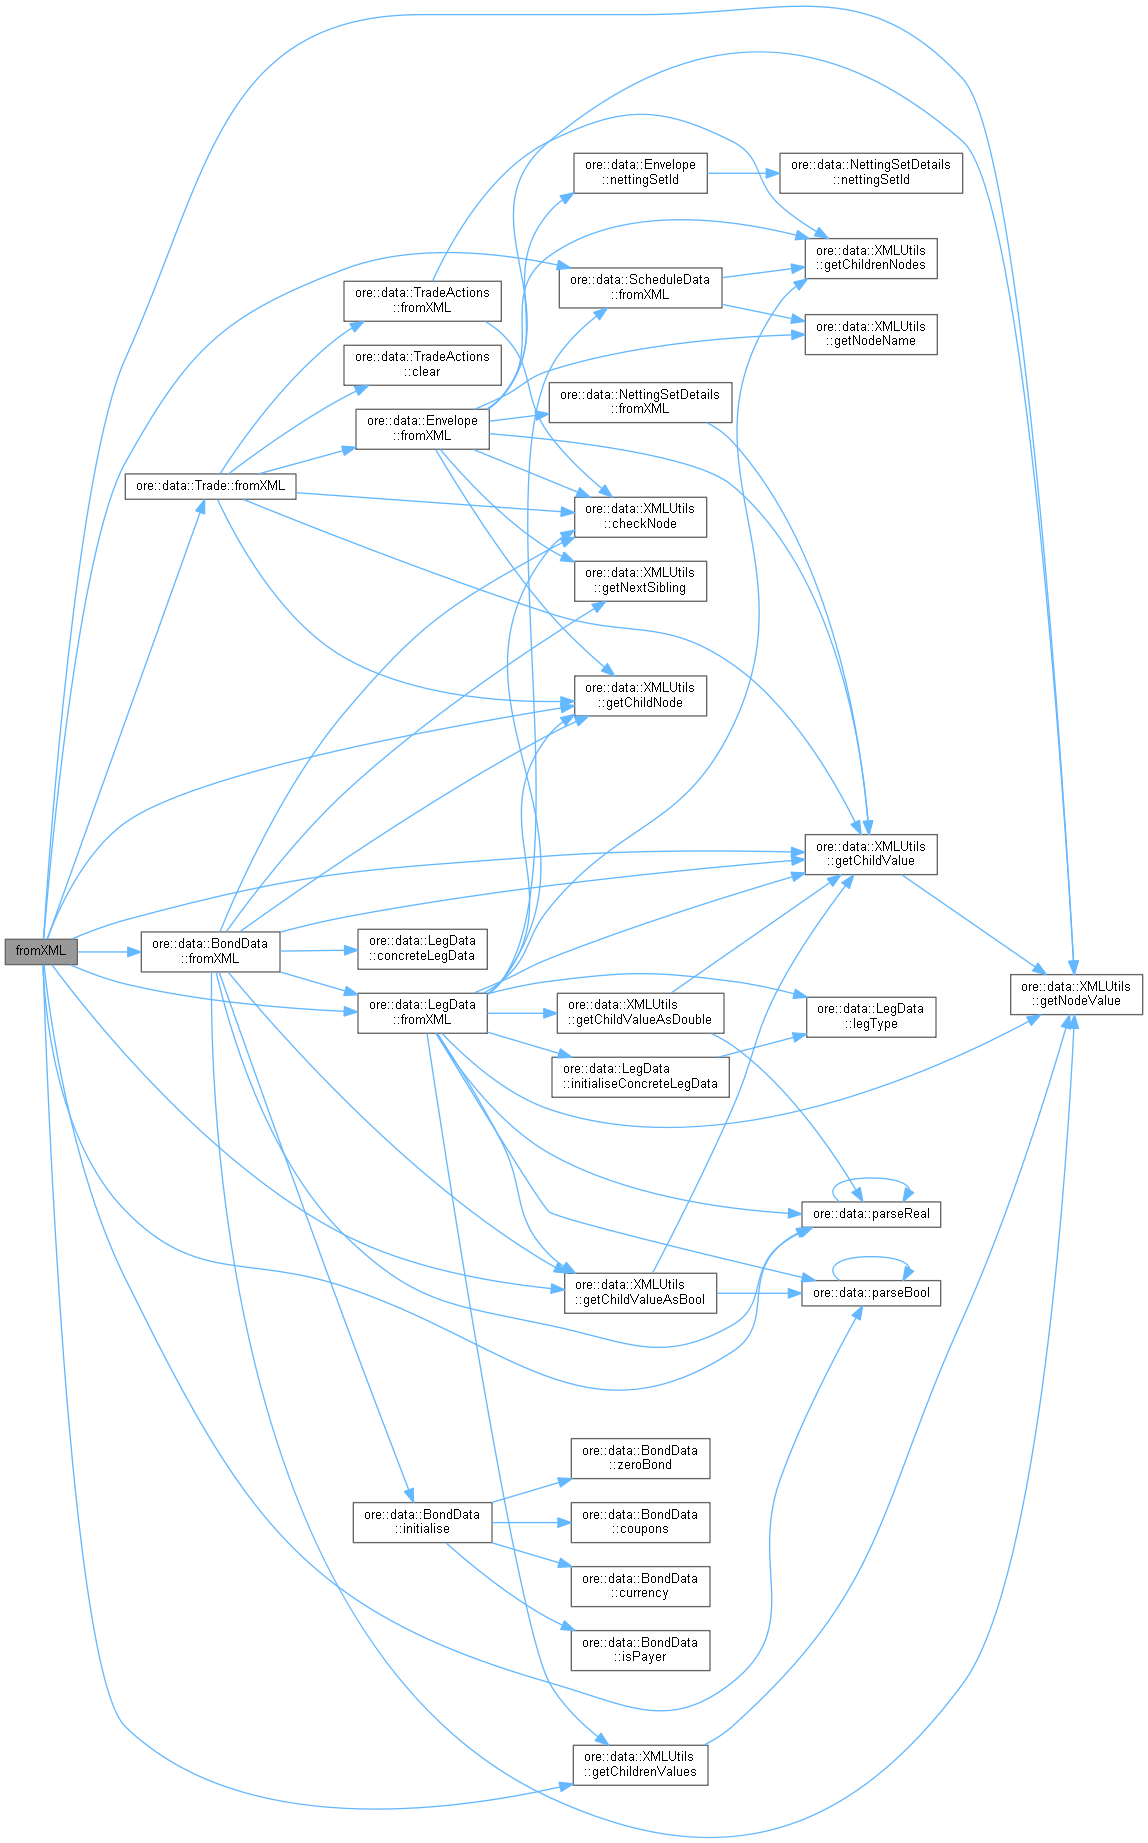 ore::data::Envelope
::nettingSetId
ore::data::NettingSetDetails
::nettingSetId
ore::data::XMLUtils
::getChildrenNodes
ore::data::ScheduleData
::fromXML
ore::data::TradeActions
::fromXML
ore::data::XMLUtils
::getNodeName
ore::data::TradeActions
::clear
ore::data::NettingSetDetails
::fromXML
ore::data::Envelope
::fromXML
ore::data::Trade::fromXML
ore::data::XMLUtils
::checkNode
ore::data::XMLUtils
::getNextSibling
ore::data::XMLUtils
::getChildNode
ore::data::XMLUtils
::getChildValue
fromXML
ore::data::BondData
::fromXML
ore::data::LegData
::concreteLegData
ore::data::XMLUtils
::getNodeValue
ore::data::LegData
::fromXML
ore::data::XMLUtils
::getChildValueAsDouble
ore::data::LegData
::legType
ore::data::LegData
::initialiseConcreteLegData
ore::data::parseReal
ore::data::XMLUtils
::getChildValueAsBool
ore::data::parseBool
ore::data::BondData
::zeroBond
ore::data::BondData
::initialise
ore::data::BondData
::coupons
ore::data::BondData
::currency
ore::data::BondData
::isPayer
ore::data::XMLUtils
::getChildrenValues